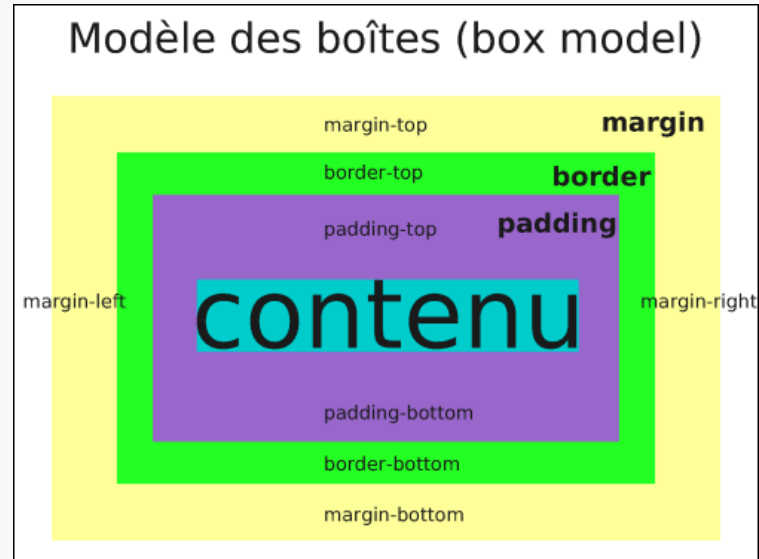 Modèle des boîtes (box model)
margin-top
margin
border-top
border
padding-top
padding
margin-left
contenu
margin-right
padding-bottom
border-bottom
margin-bottom